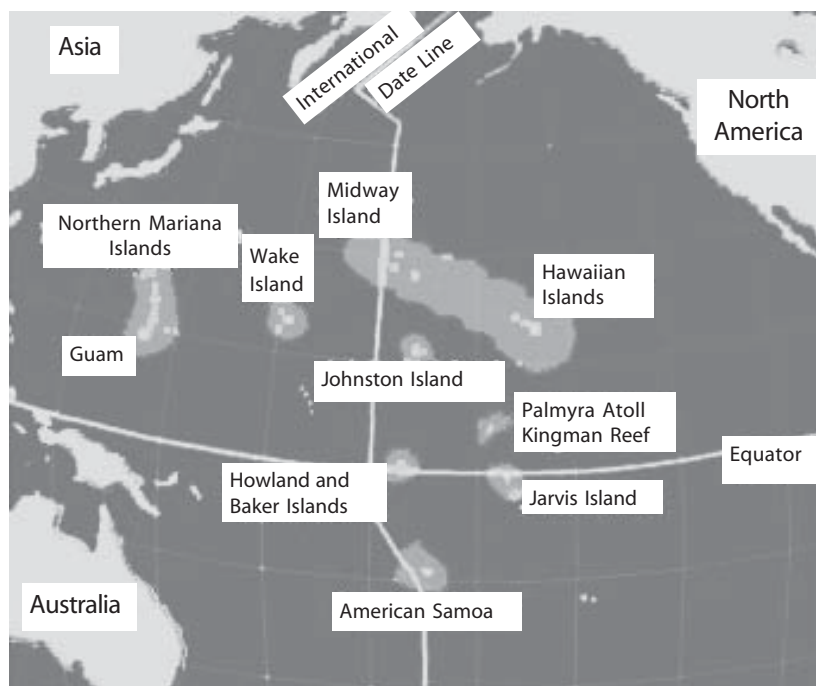 Asia
International
Date Line
North
America
Midway
Island
Northern Mariana
Islands
Wake
Island
Hawaiian
Islands
Guam
Johnston Island
Palmyra Atoll
Kingman Reef
Equator
Howland and
Baker Islands
Jarvis Island
Australia
American Samoa